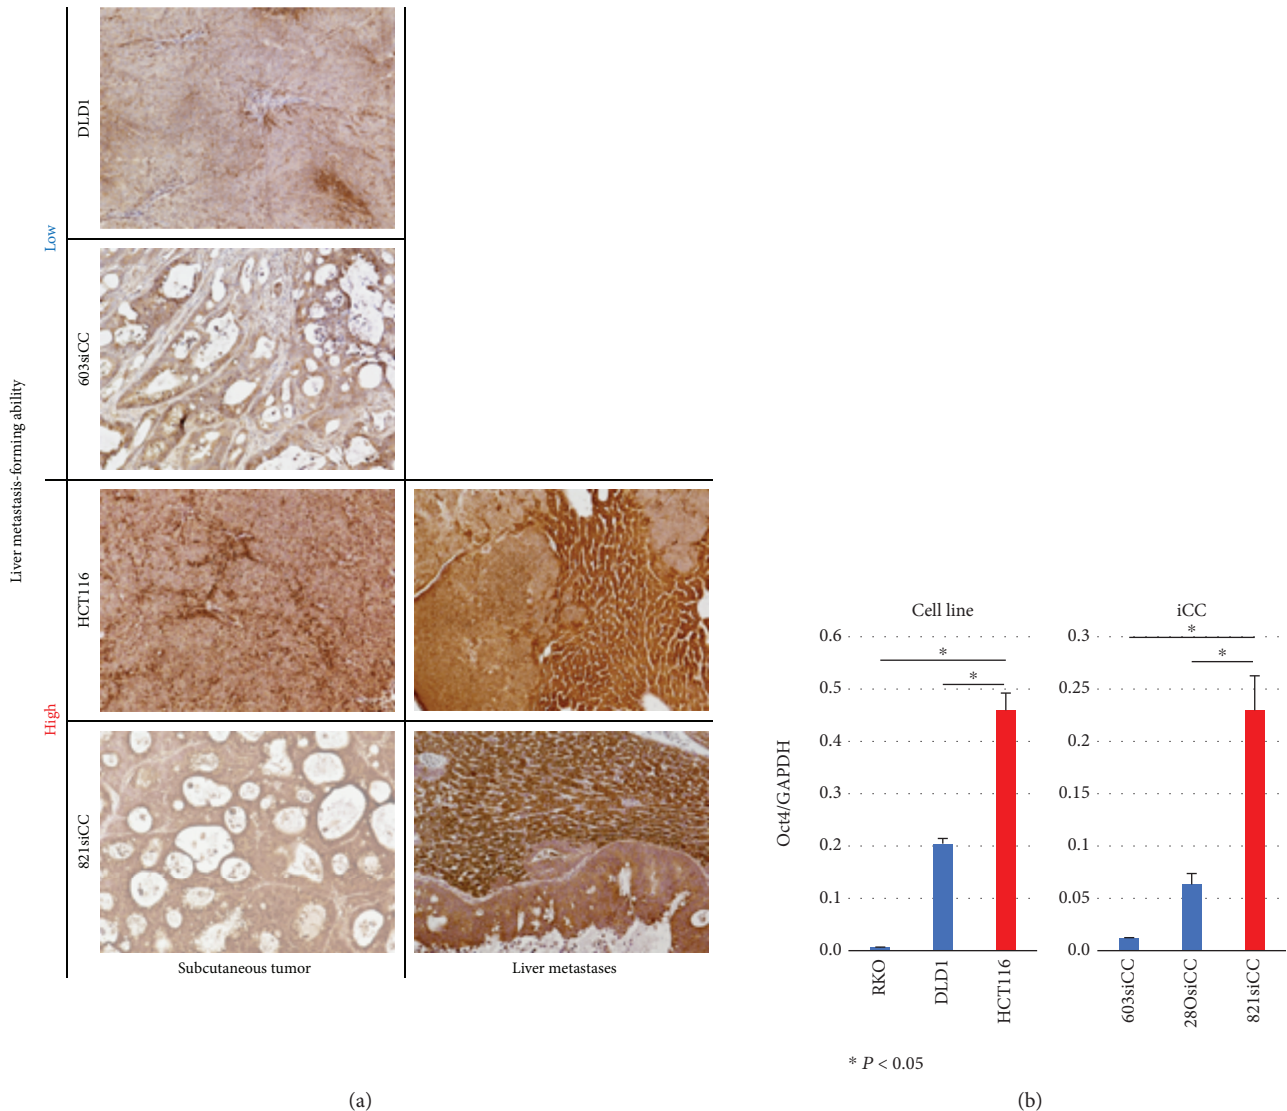 Liver metastasis-forming ability
Low
High
DLD1
603siCC
HCT116
821siCC
Subcutaneous tumor
Liver metastases
(a)
Cell line
iCC
Oct4/GAPDH
0.6
0.5
0.4
0.3
0.2
0.1
0.0
*
*
RKO
DLD1
HCT116
0.3
0.25
0.2
0.15
0.1
0.05
0.0
*
*
603siCC
28OsiCC
821siCC
* P < 0.05
(b)